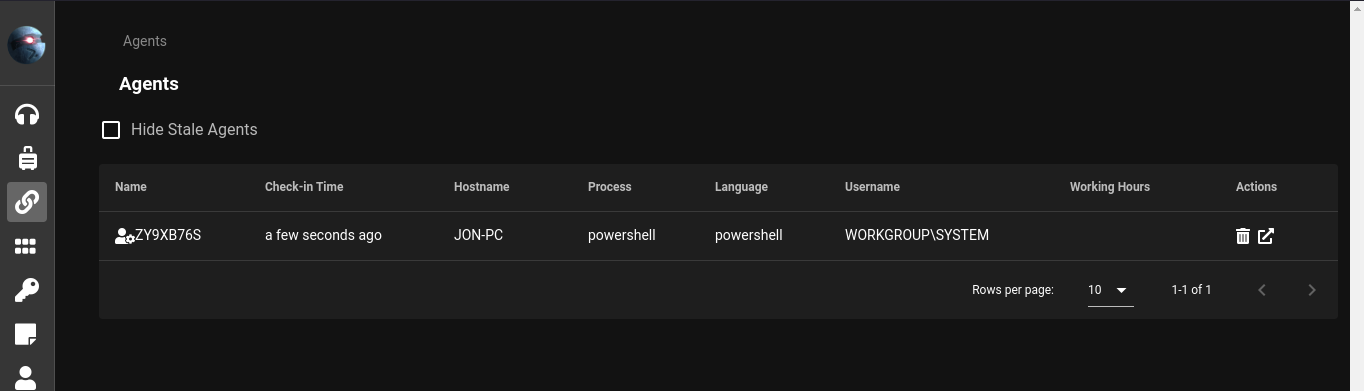 Agents
Agents
Hide Stale Agents
Name Check-in Time Hostname Process Language Username Working Hours Actions
ZY9XB76S a few seconds ago JON-PC powershell powershell WORKGROUP\SYSTEM
Rows per page: 10 1-1 of 1